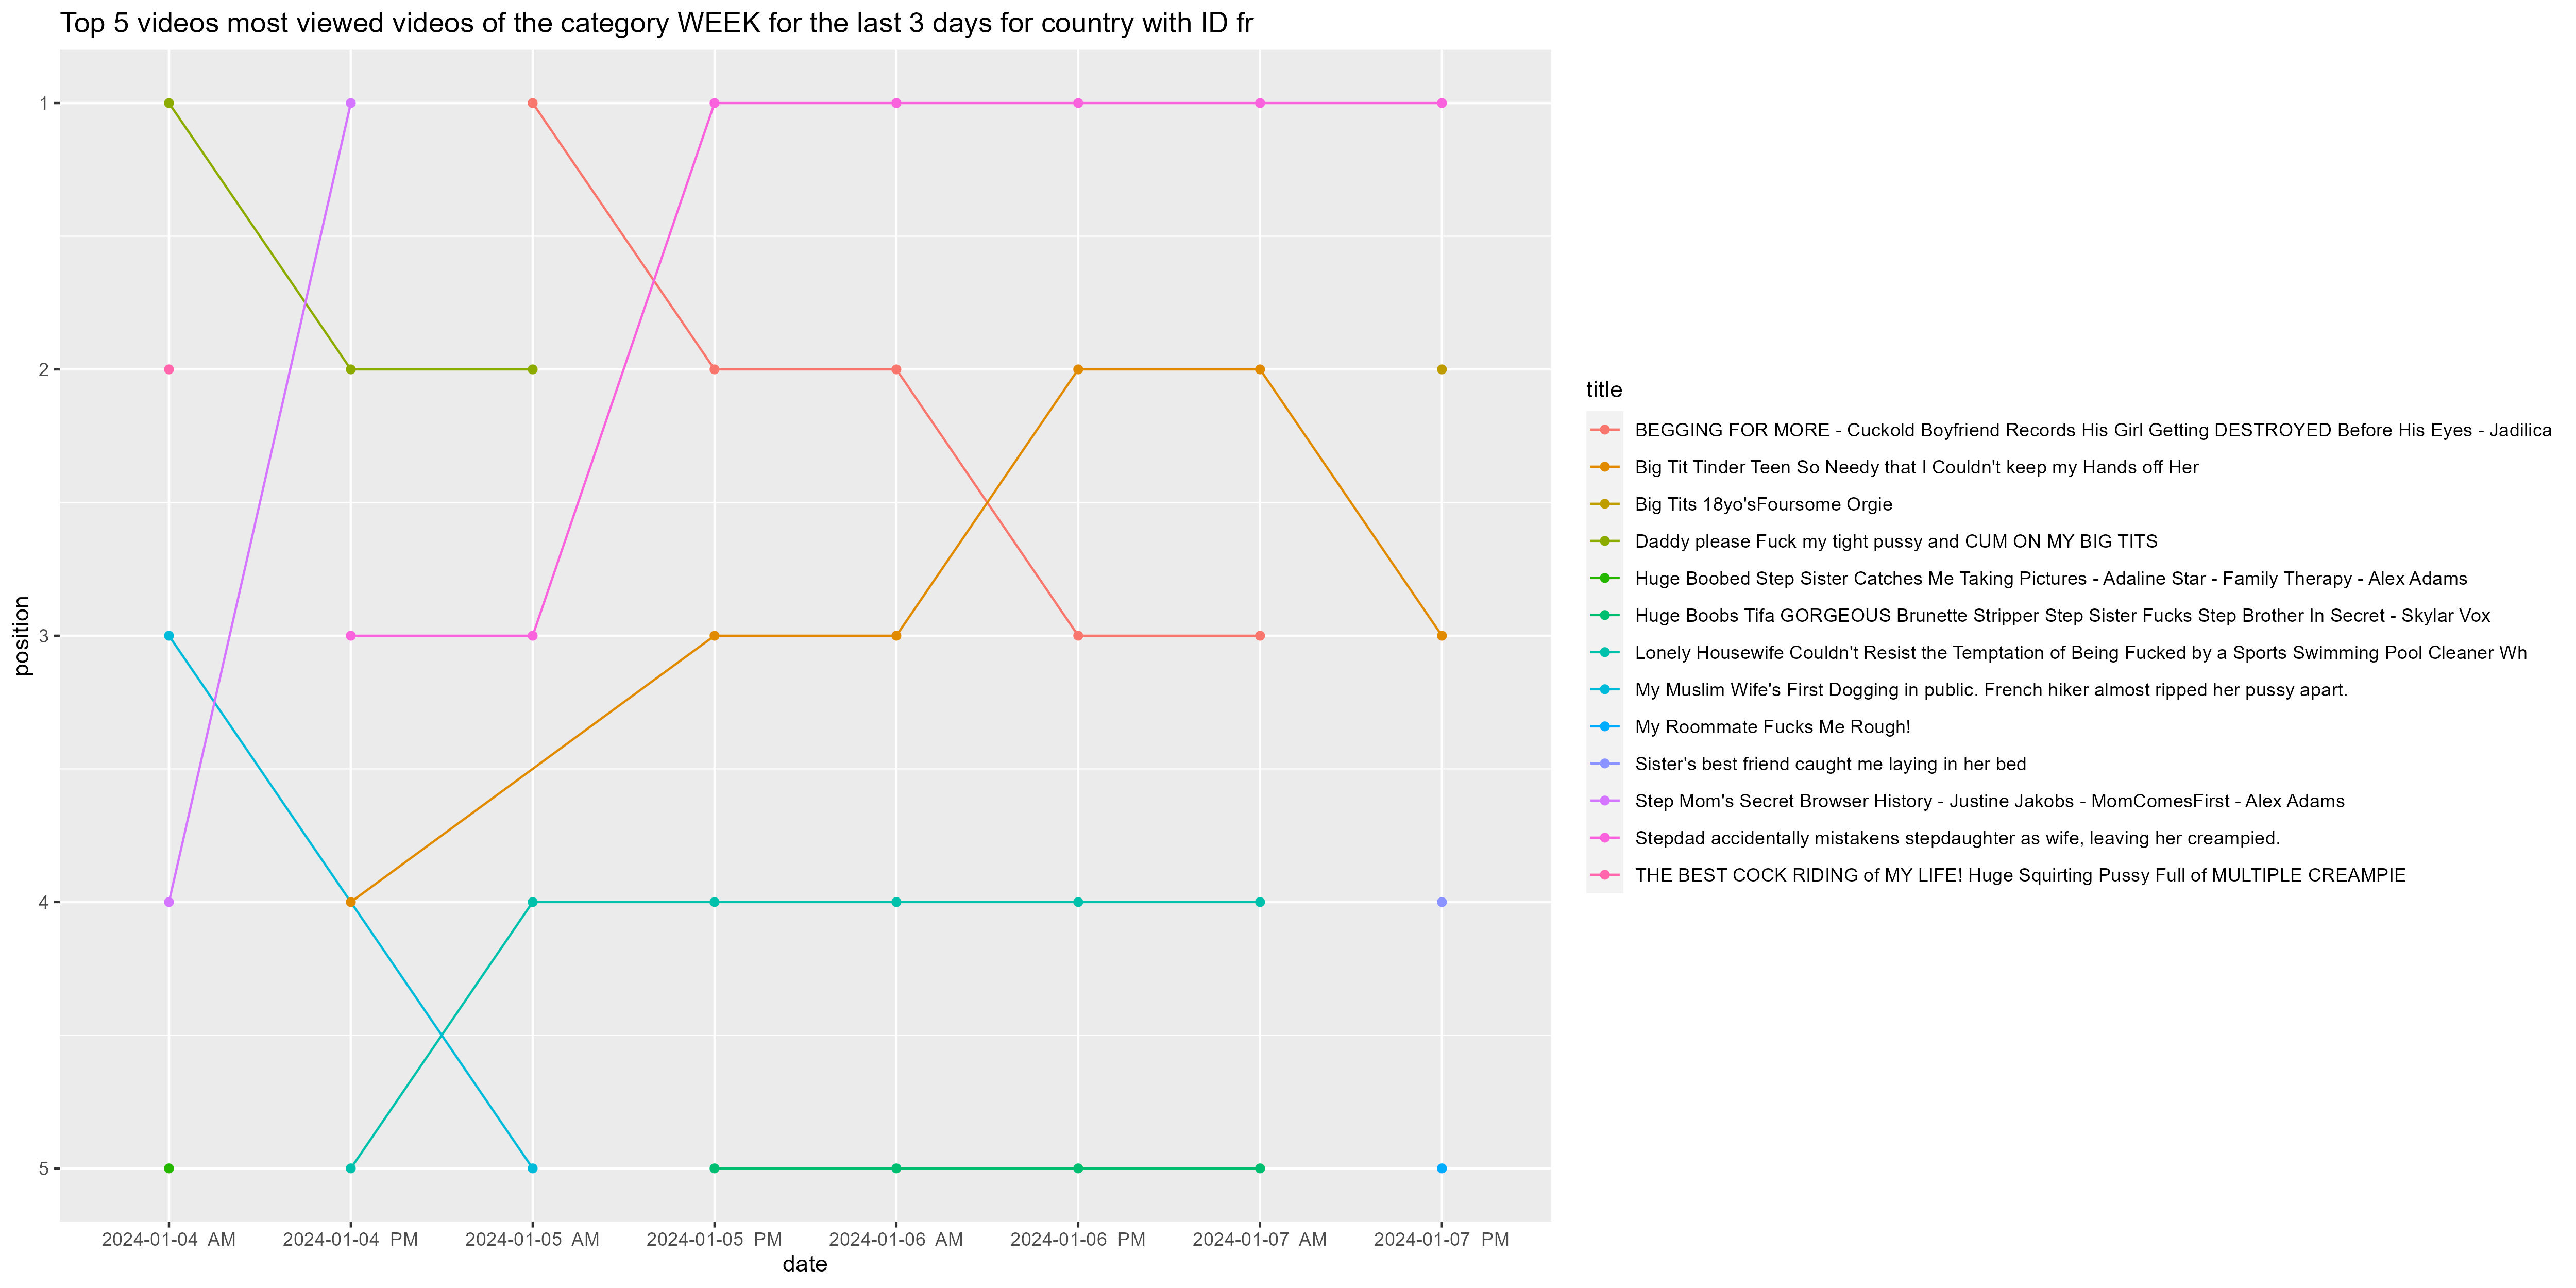 Top 5 videos most viewed videos of the category WEEK for the last 3 days for country with ID fr
1
2
3
4
5
position
2024-01-04 AM
2024-01-04 PM
2024-01-05 AM
2024-01-05 PM
2024-01-06 AM
2024-01-06 PM
2024-01-07 AM
2024-01-07 PM
date
title
BEGGING FOR MORE - Cuckold Boyfriend Records His Girl Getting DESTROYED Before His Eyes - Jadilica
Big Tit Tinder Teen So Needy that I Couldn't keep my Hands off Her
Big Tits 18yo'sFoursome Orgie
Daddy please Fuck my tight pussy and CUM ON MY BIG TITS
Huge Boobed Step Sister Catches Me Taking Pictures - Adaline Star - Family Therapy - Alex Adams
Huge Boobs Tifa GORGEOUS Brunette Stripper Step Sister Fucks Step Brother In Secret - Skylar Vox
Lonely Housewife Couldn't Resist the Temptation of Being Fucked by a Sports Swimming Pool Cleaner Wh
My Muslim Wife's First Dogging in public. French hiker almost ripped her pussy apart.
My Roommate Fucks Me Rough!
Sister's best friend caught me laying in her bed
Step Mom's Secret Browser History - Justine Jakobs - MomComesFirst - Alex Adams
Stepdad accidentally mistakens stepdaughter as wife, leaving her creampied.
THE BEST COCK RIDING of MY LIFE! Huge Squirting Pussy Full of MULTIPLE CREAMPIE